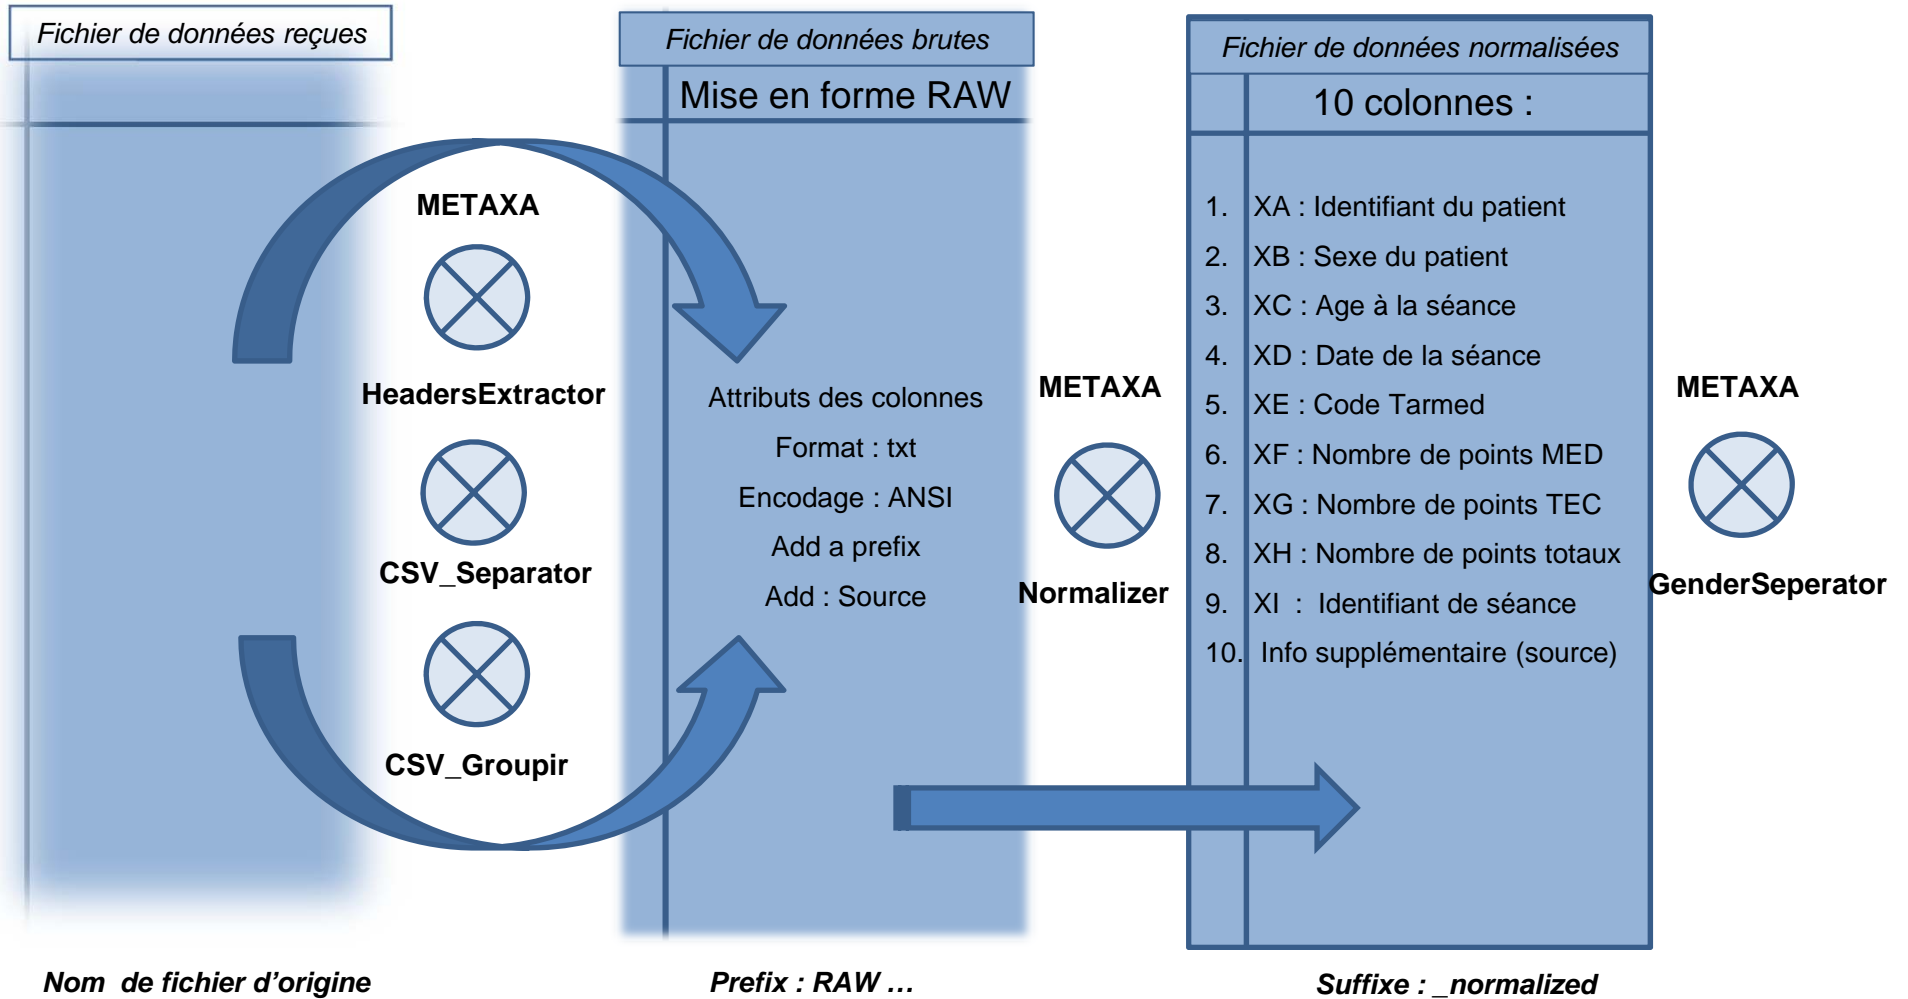 Fichier de données reçues
Nom  de fichier d’origine
METAXA
HeadersExtractor
CSV_Separator
CSV_Groupir
Fichier de données brutes
Mise en forme RAW
Attributs des colonnes
Format : txt
Encodage : ANSI
Add a prefix
Add : Source
Prefix : RAW …
METAXA
Normalizer
Fichier de données normalisées
10 colonnes :
1. XA : Identifiant du patient
2. XB : Sexe du patient
3. XC : Age à la séance
4. XD : Date de la séance
5. XE : Code Tarmed
6. XF : Nombre de points MED
7. XG : Nombre de points TEC
8. XH : Nombre de points totaux
9. XI : Identifiant de séance
10. Info supplémentaire (source)
Suffixe : _normalized
METAXA
GenderSeperator